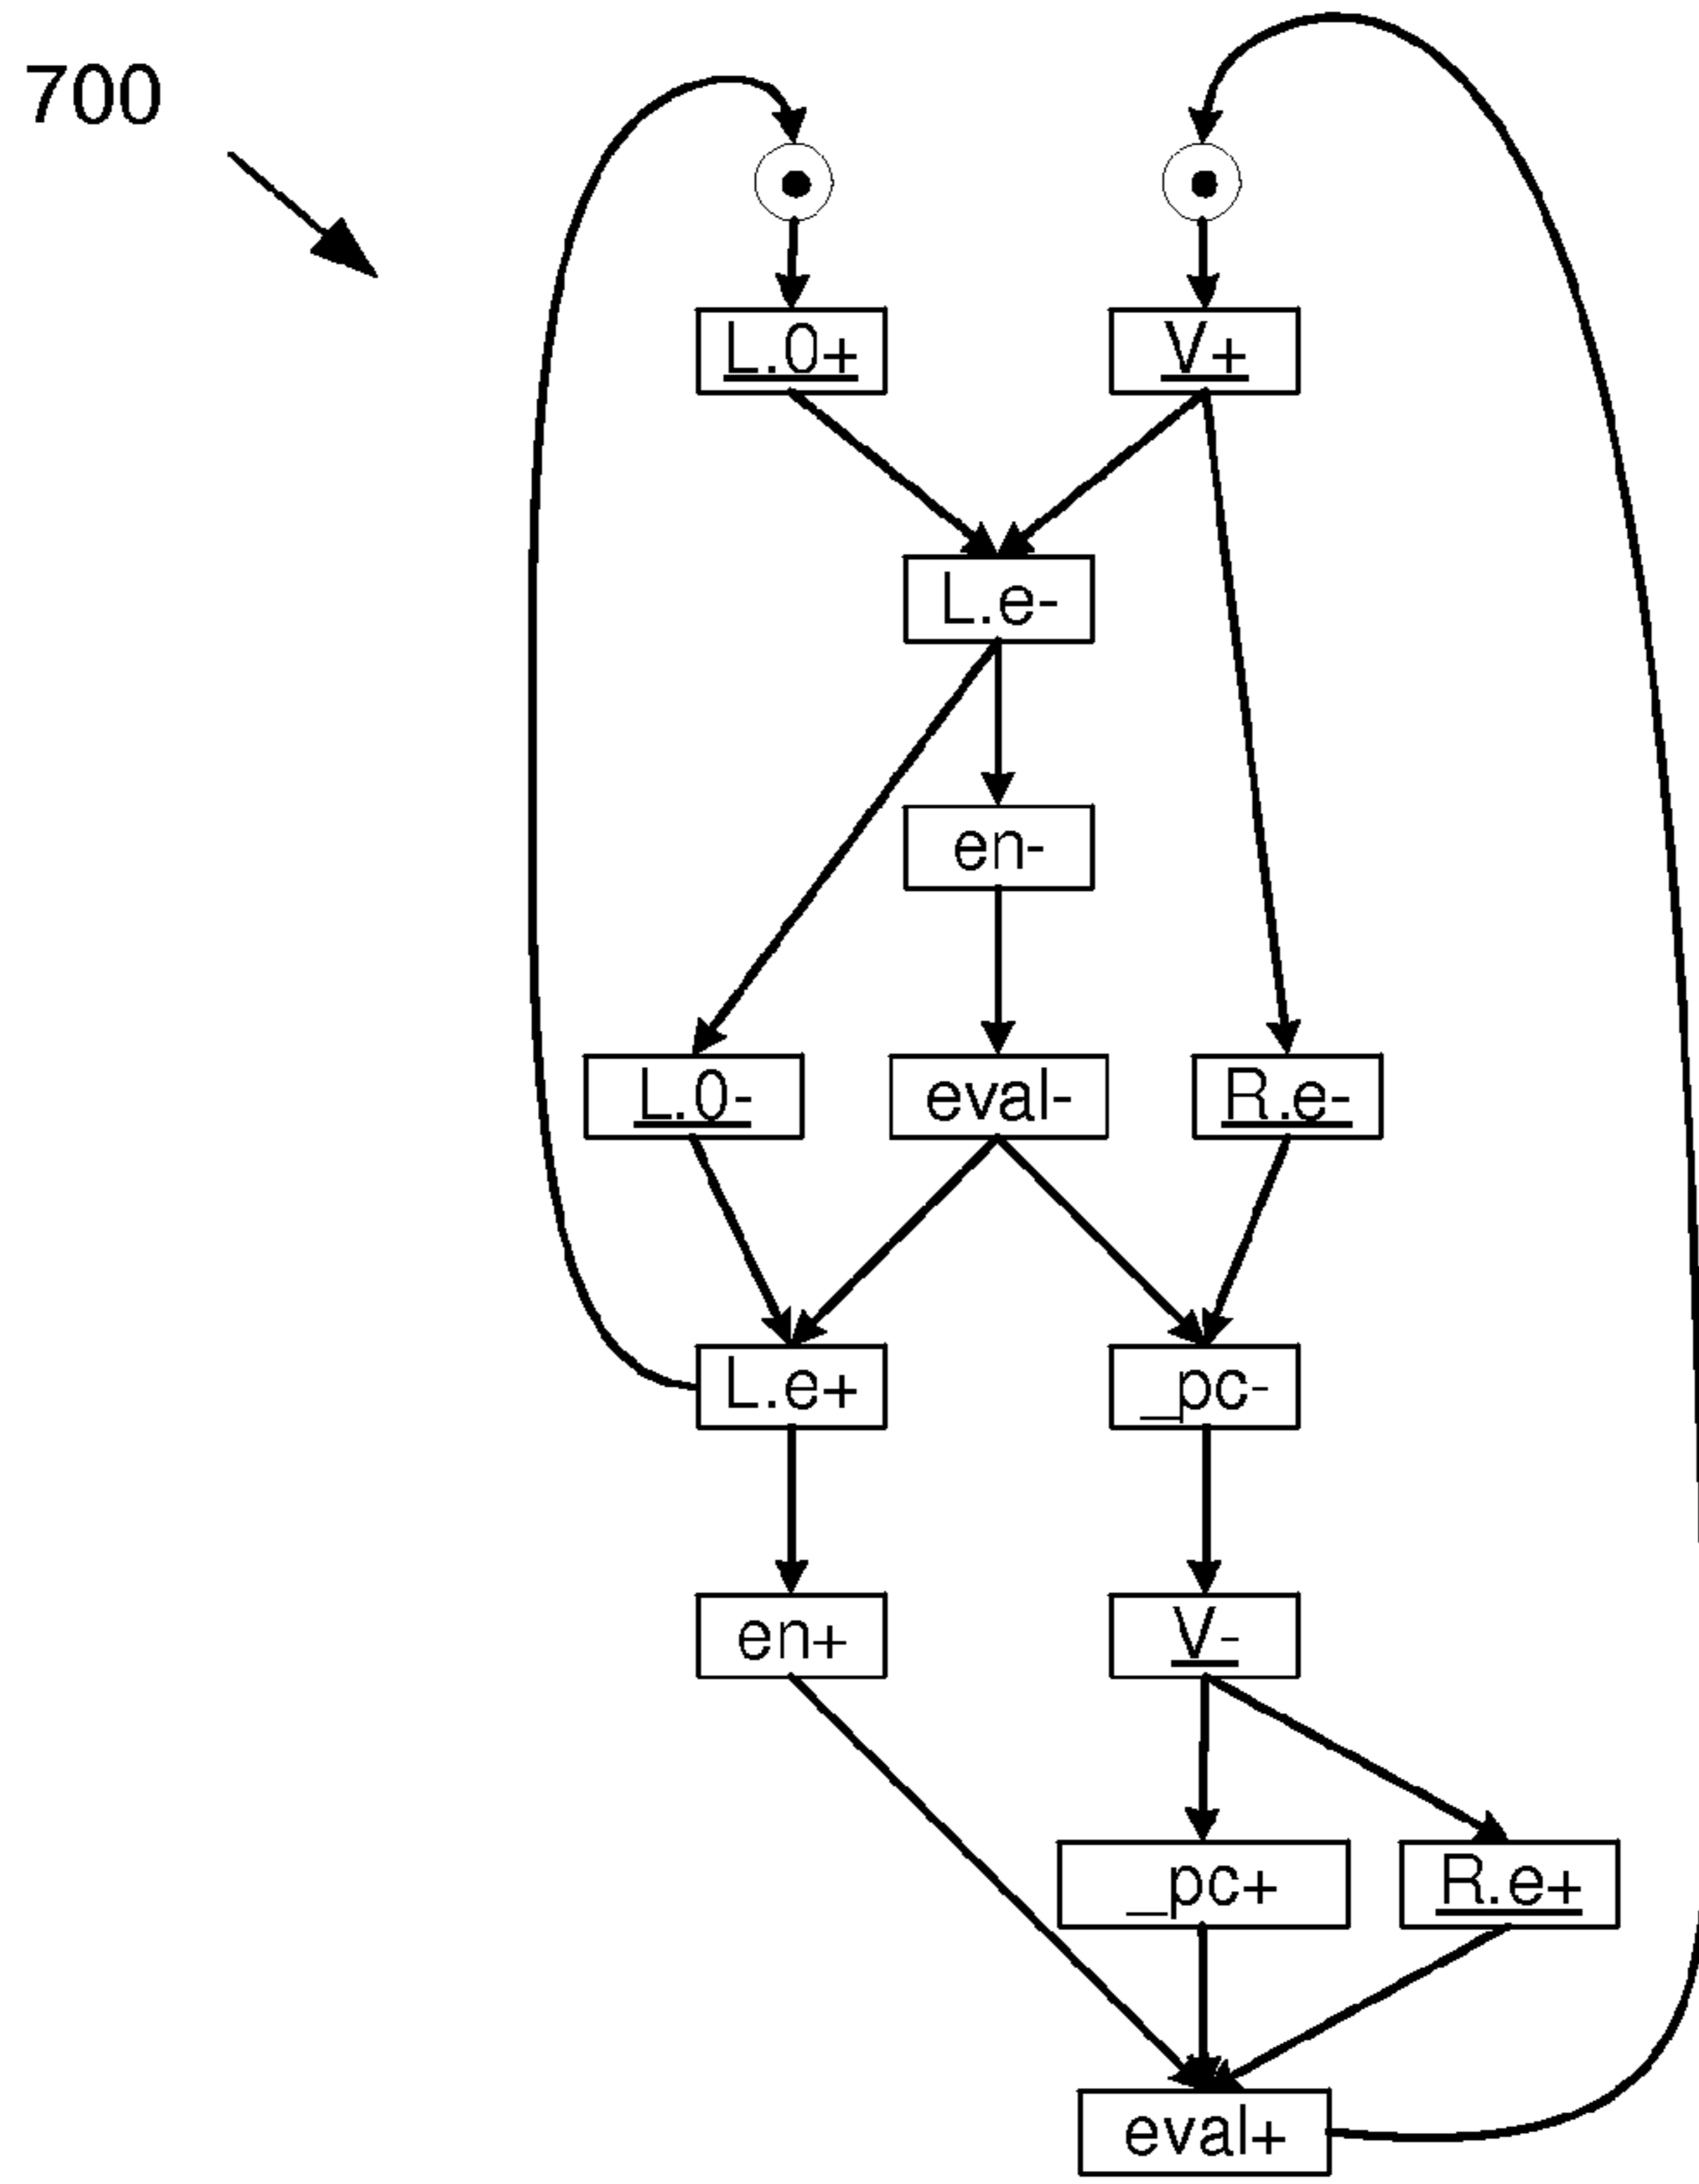 700
L.0+ V+
L.e-
en-
L.0- eval- R.e-
L.e+ _pc-
en+ V-
_pc+ R.e+
eval+